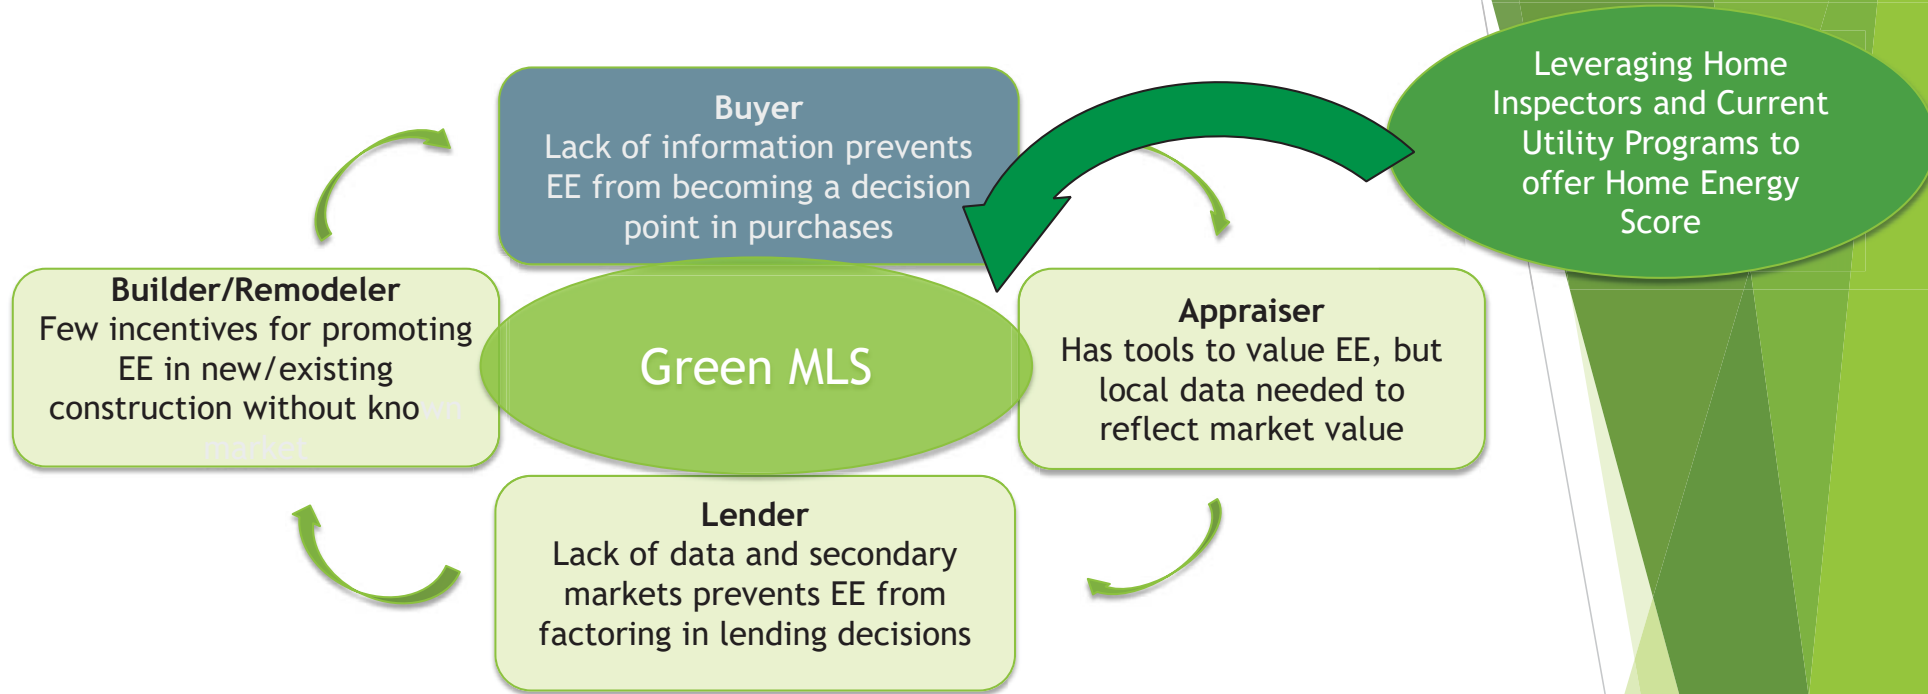 Leveraging Home
Inspectors and Current
Utility Programs to
offer Home Energy
Score
Buyer
Lack of information prevents
EE from becoming a decision
point in purchases
Builder/Remodeler
Few incentives for promoting
EE in new/existing
construction without known
market
Green MLS
Appraiser
Has tools to value EE, but
local data needed to
reflect market value
Lender
Lack of data and secondary
markets prevents EE from
factoring in lending decisions